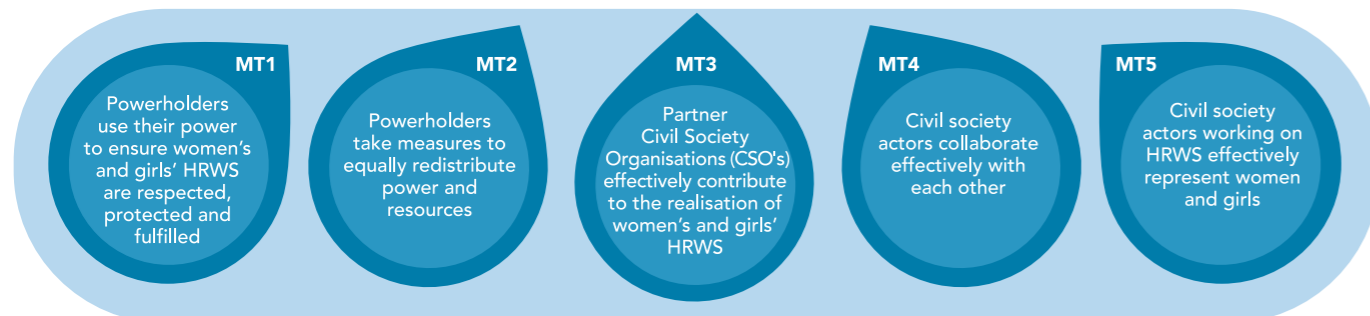 MT1
Powerholders
use their power
to ensure women's
and girls' HRWS
are respected,
protected and
fulfilled
MT2
Powerholders
take measures to
equally redistribute
power and
resources
MT3
Partner
Civil Society
Organisations (CSO's)
effectively contribute
to the realisation of
women's and girls'
HRWS
MT4
Civil society
actors collaborate
effectively with
each other
MT5
Civil society
actors working on
HRWS effectively
represent women
and girls